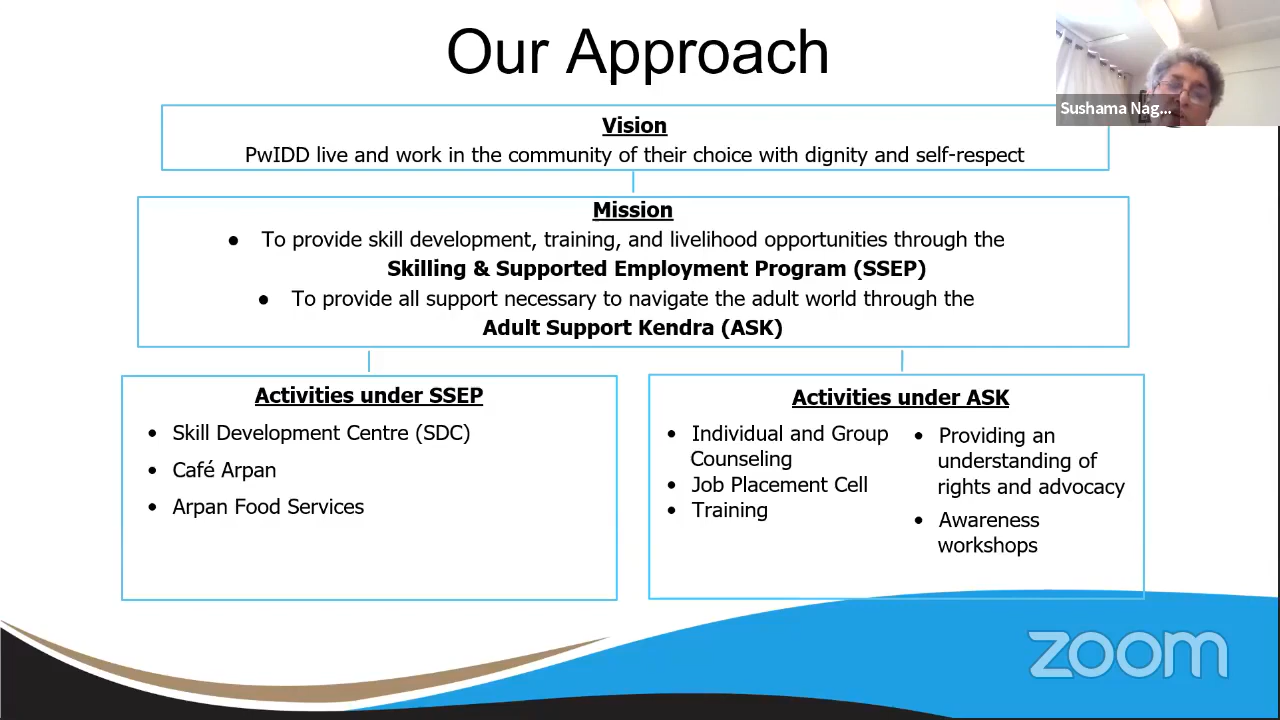 Our Approach
Sushama Nag...
Vision
PwIDD live and work in the community of their choice with dignity and self-respect
Mission
● To provide skill development, training, and livelihood opportunities through the
Skilling & Supported Employment Program (SSEP)
● To provide all support necessary to navigate the adult world through the
Adult Support Kendra (ASK)
Activities under SSEP
• Skill Development Centre (SDC)
• Café Arpan
• Arpan Food Services
Activities under ASK
• Individual and Group
Counseling
• Job Placement Cell
• Training
• Providing an
understanding of
rights and advocacy
• Awareness
workshops
zoom